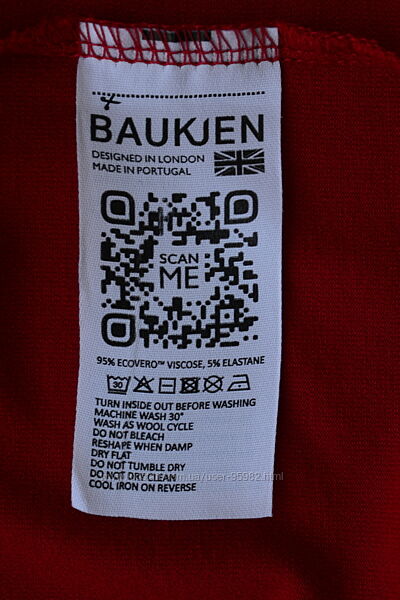 BAUKJEN
DESIGNED IN LONDON
MADE IN PORTUGAL
SCAN
ME
95% ECOVERO™ VISCOSE, 5% ELASTANE
30
TURN INSIDE OUT BEFORE WASHING
MACHINE WASH 30°
WASH AS WOOL CYCLE
DO NOT BLEACH
RESHAPE WHEN DAMP
DRY FLAT
DO NOT TUMBLE DRY
DO NOT DRY CLEAN
COOL IRON ON REVERSE